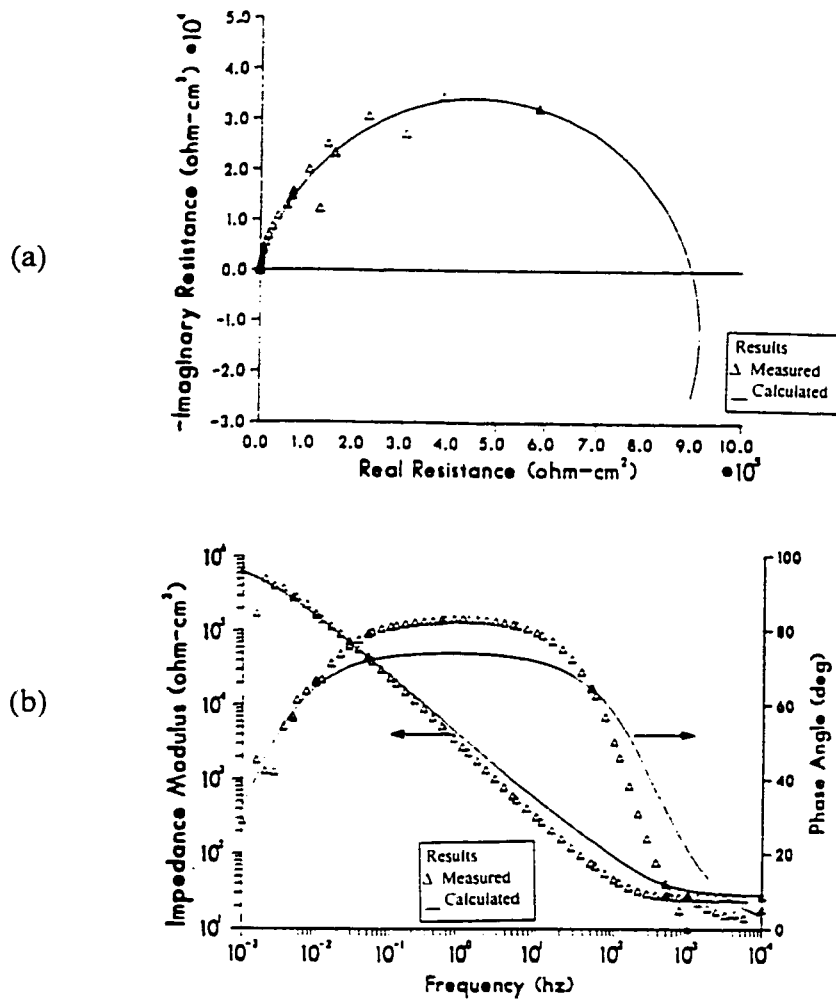 (a)
-Imaginary Resistance (ohm-cm³) •10⁴
5.0
4.0
3.0
2.0
1.0
0.0
-1.0
-2.0
-3.0
0.0 1.0 2.0 3.0 4.0 5.0 6.0 7.0 8.0 9.0 10.0
Real Resistance (ohm-cm²) •10⁵
Results
Δ Measured
— Calculated
(b)
Impedance Modulus (ohm-cm³)
10⁶
10⁵
10⁴
10³
10²
10¹
100
80
60
40
20
0
Phase Angle (deg)
Results
Δ Measured
— Calculated
10⁻³ 10⁻² 10⁻¹ 10⁰ 10¹ 10² 10³ 10⁴
Frequency (hz)